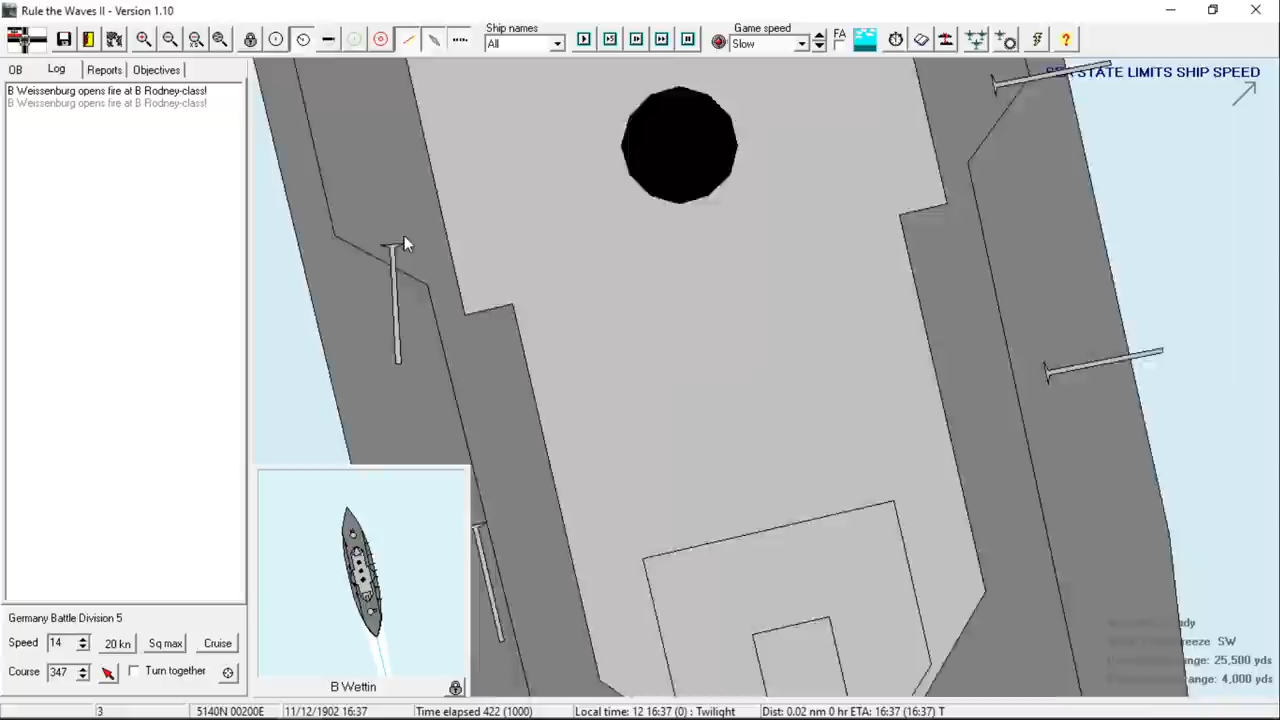 Rule the Waves II - Version 1.10
Ship names
All
Game speed
Slow
FA
OB Log Reports Objectives
B Weissenburg opens fire at B Rodney-class!
B Weissenburg opens fire at B Rodney-class!
STATE LIMITS SHIP SPEED
Germany Battle Division 5
Speed 14 20 kn Sq max Cruise
Course 347 Turn together
B Wettin
reeze SW
nge: 25,500 yds
range: 4,000 yds
3 5140N 00200E 11/12/1902 16:37 Time elapsed 422 (1000) Local time: 12 16:37 (0) : Twilight Dist: 0.02 nm 0 hr ETA: 16:37 (16:37) T